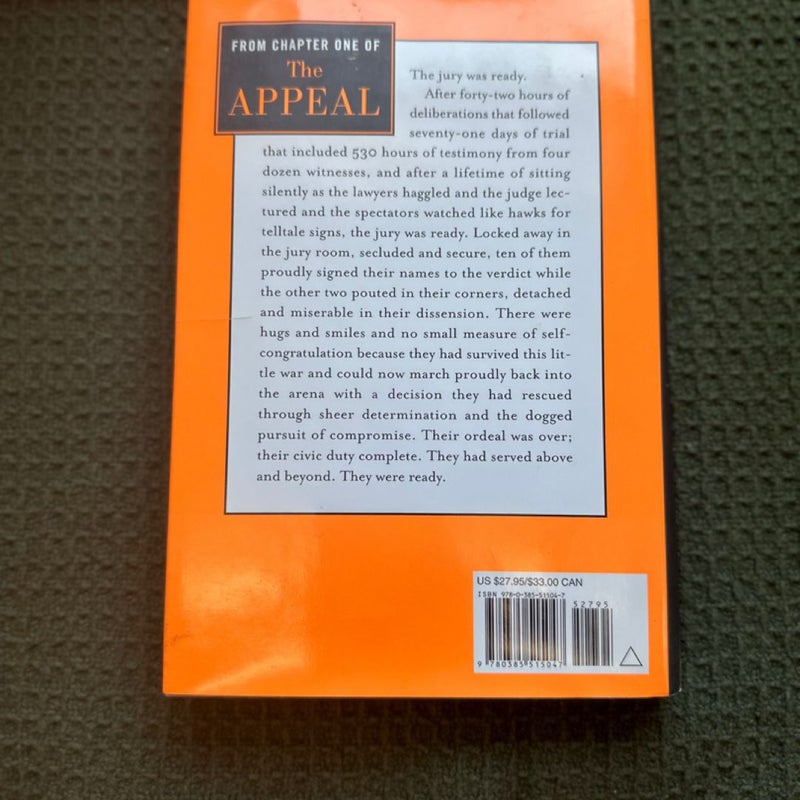 FROM CHAPTER ONE OF
The
APPEAL
The jury was ready.
After forty-two hours of
deliberations that followed
seventy-one days of trial
that included 530 hours of testimony from four
dozen witnesses, and after a lifetime of sitting
silently as the lawyers haggled and the judge lec-
tured and the spectators watched like hawks for
telltale signs, the jury was ready. Locked away in
the jury room, secluded and secure, ten of them
proudly signed their names to the verdict while
the other two pouted in their corners, detached
and miserable in their dissension. There were
hugs and smiles and no small measure of self-
congratulation because they had survived this lit-
tle war and could now march proudly back into
the arena with a decision they had rescued
through sheer determination and the dogged
pursuit of compromise. Their ordeal was over;
their civic duty complete. They had served above
and beyond. They were ready.
US $27.95/$33.00 CAN
ISBN 978-0-385-51504-7
52795
9 780385 515047